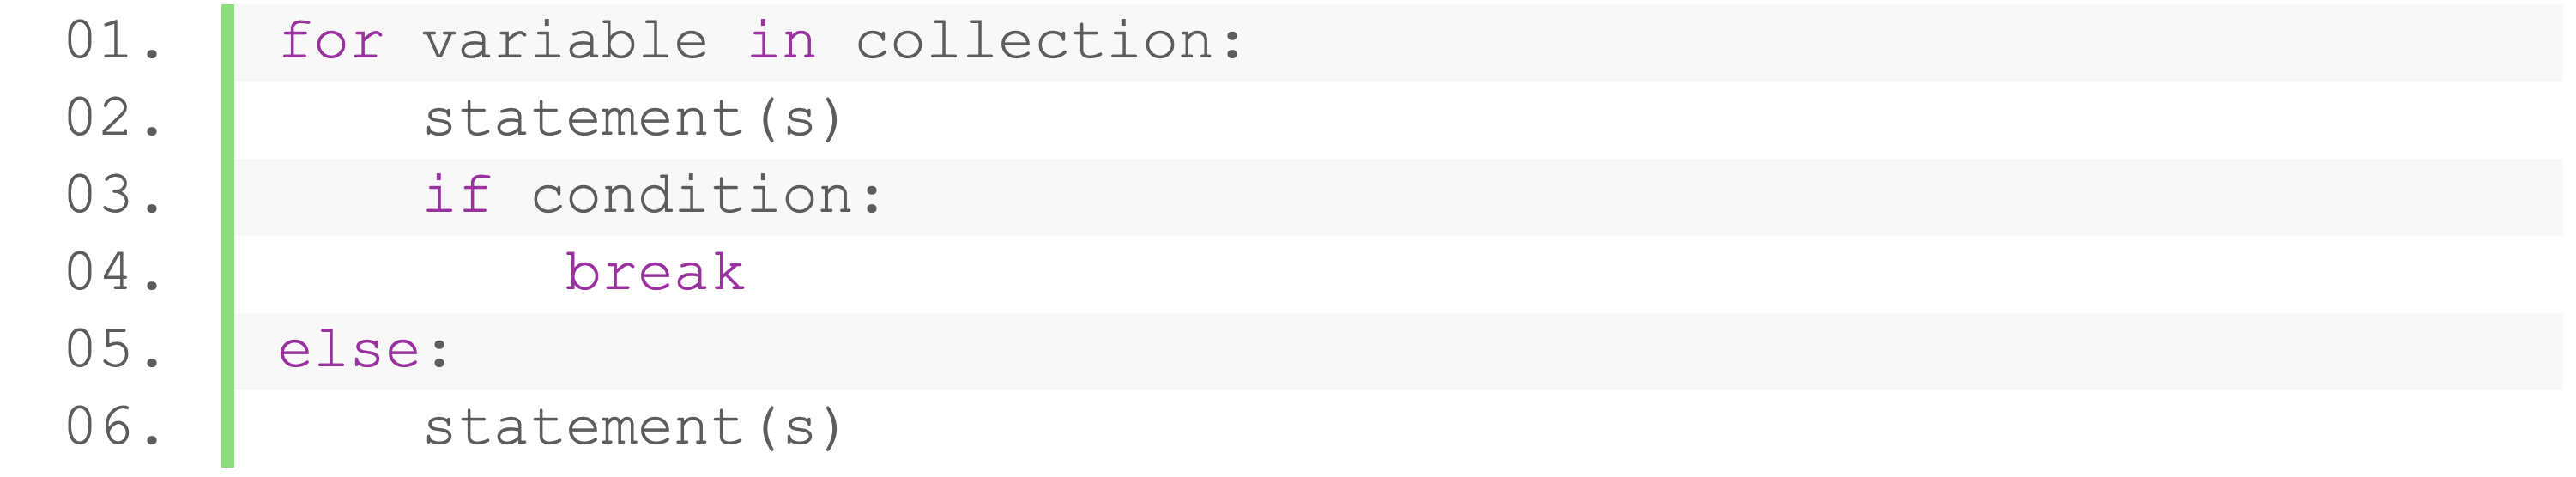 01. for variable in collection:
02.     statement(s)
03.     if condition:
04.         break
05. else:
06.     statement(s)